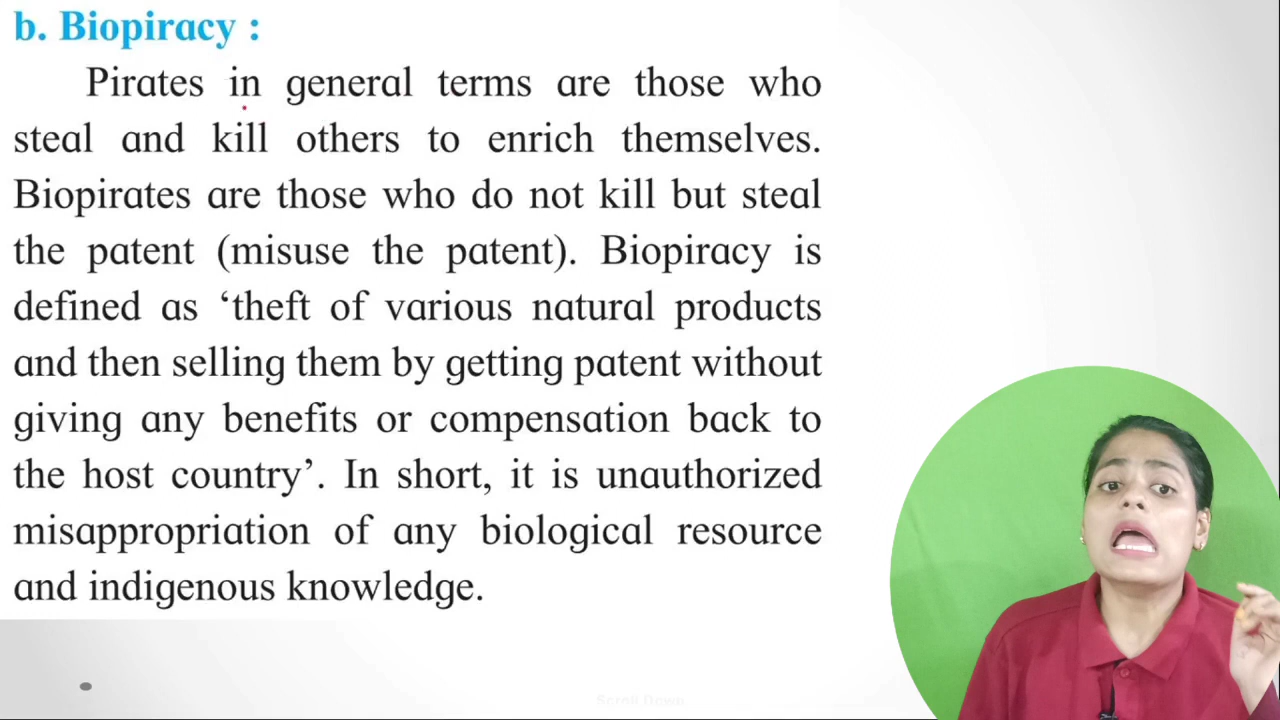 b. Biopiracy :
Pirates in general terms are those who
steal and kill others to enrich themselves.
Biopirates are those who do not kill but steal
the patent (misuse the patent). Biopiracy is
defined as ‘theft of various natural products
and then selling them by getting patent without
giving any benefits or compensation back to
the host country’. In short, it is unauthorized
misappropriation of any biological resource
and indigenous knowledge.
Scroll Down